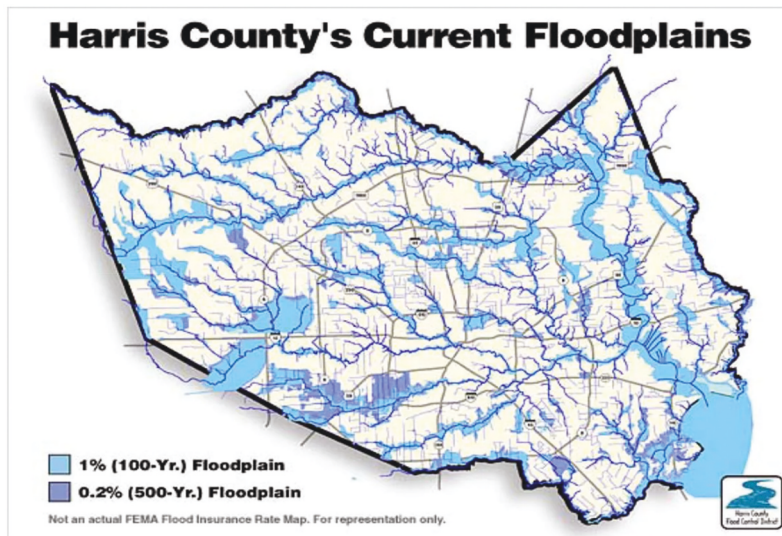 Harris County's Current Floodplains
1% (100-Yr.) Floodplain
0.2% (500-Yr.) Floodplain
Not an actual FEMA Flood Insurance Rate Map. For representation only.
Harris County
Flood Control District